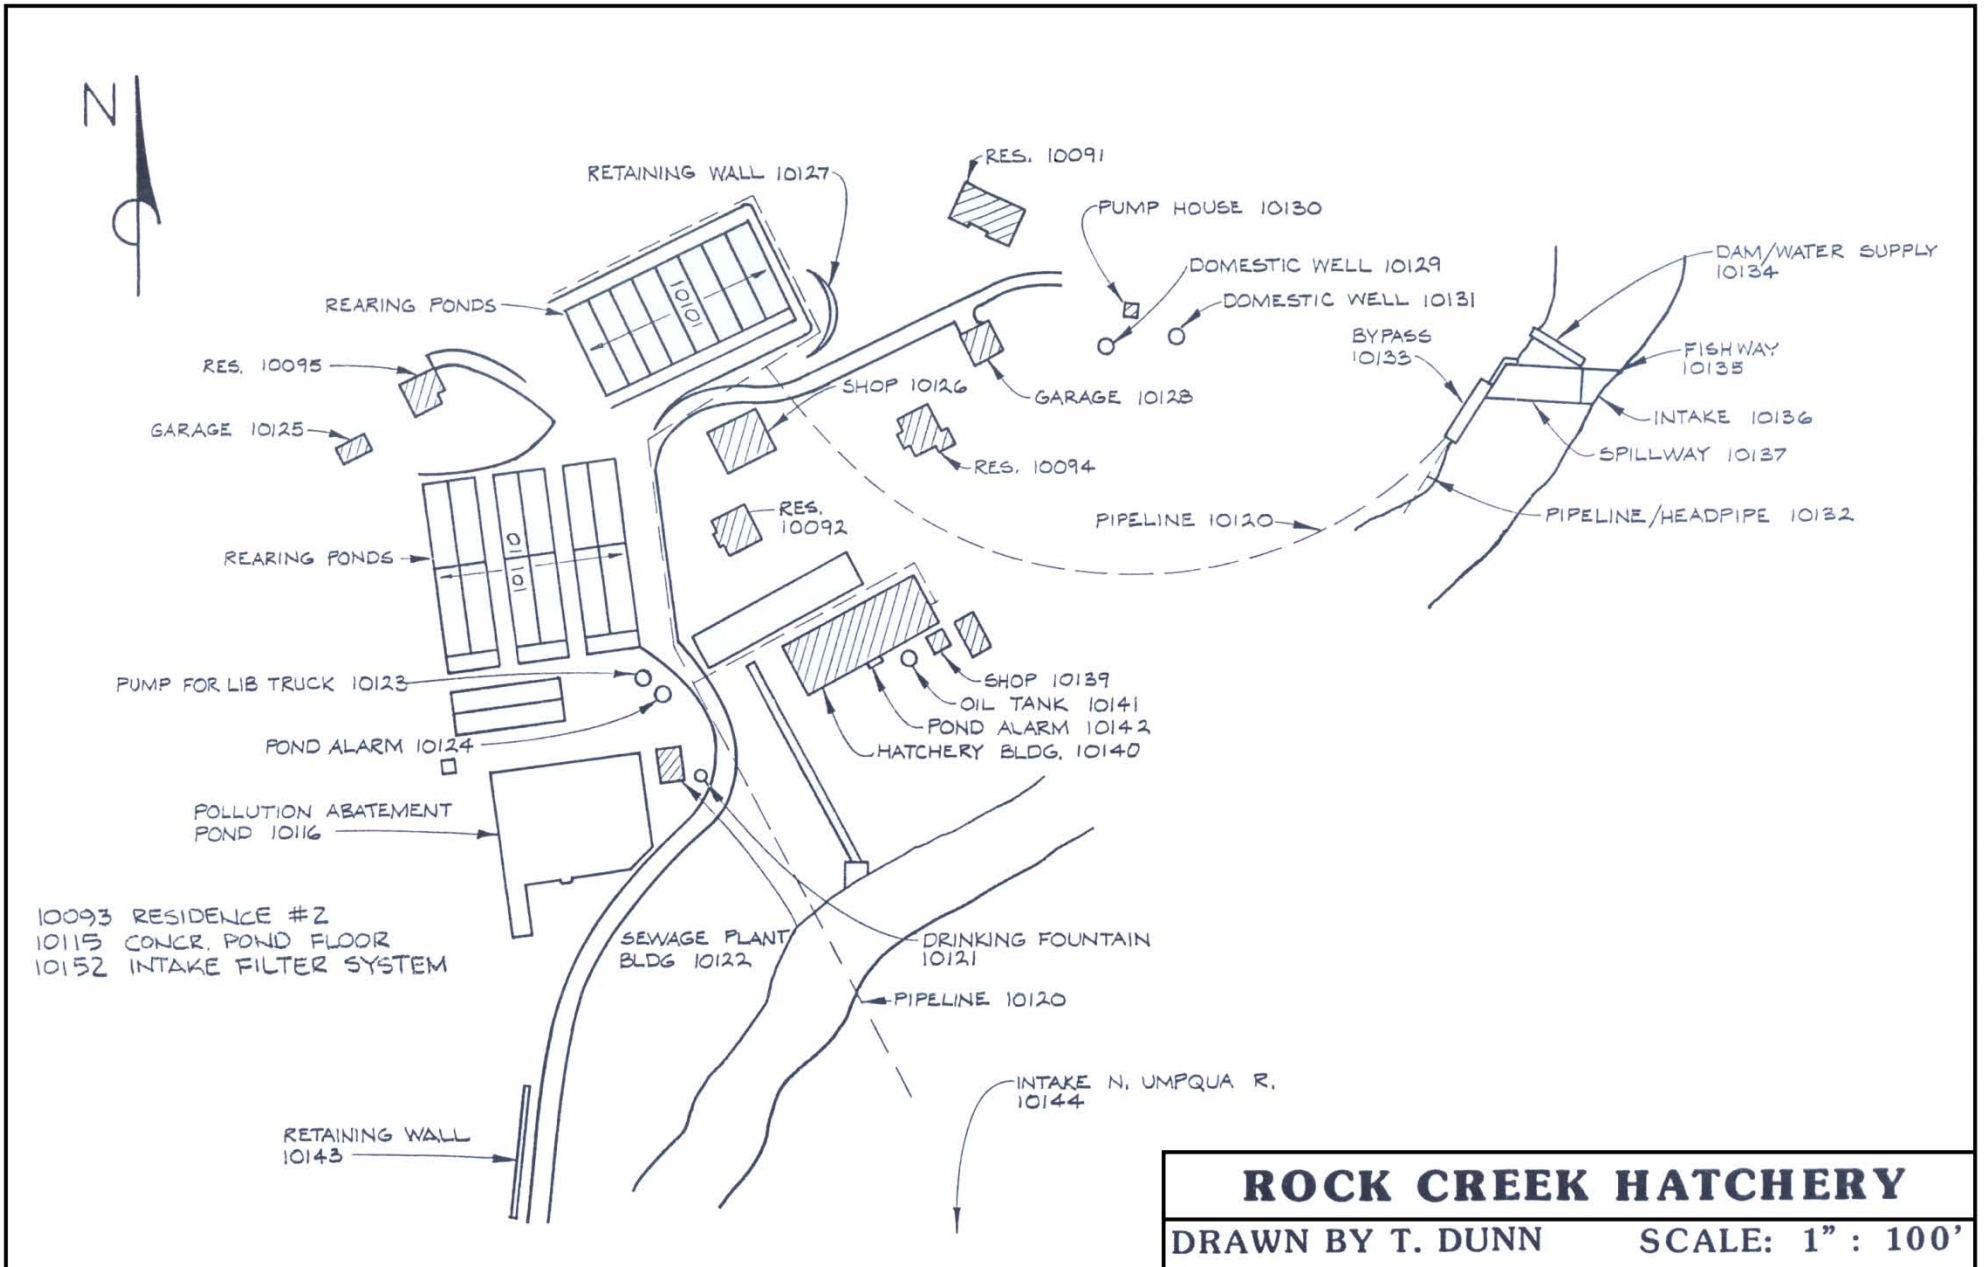 N
RES. 10091
RETAINING WALL 10127
PUMP HOUSE 10130
DOMESTIC WELL 10129
DOMESTIC WELL 10131
DAM/WATER SUPPLY
10134
REARING PONDS
10101
BYPASS
10133
FISHWAY
10135
RES. 10095
SHOP 10126
GARAGE 10128
INTAKE 10136
GARAGE 10125
RES. 10094
SPILLWAY 10137
RES.
10092
PIPELINE 10120
PIPELINE/HEADPIPE 10132
REARING PONDS
10101
PUMP FOR LIB TRUCK 10123
SHOP 10139
OIL TANK 10141
POND ALARM 10142
HATCHERY BLDG. 10140
POND ALARM 10124
POLLUTION ABATEMENT
POND 10116
10093 RESIDENCE #2
10115 CONCR. POND FLOOR
10152 INTAKE FILTER SYSTEM
SEWAGE PLANT
BLDG 10122
DRINKING FOUNTAIN
10121
PIPELINE 10120
INTAKE N. UMPQUA R.
10144
RETAINING WALL
10143
ROCK CREEK HATCHERY
DRAWN BY T. DUNN SCALE: 1" : 100'